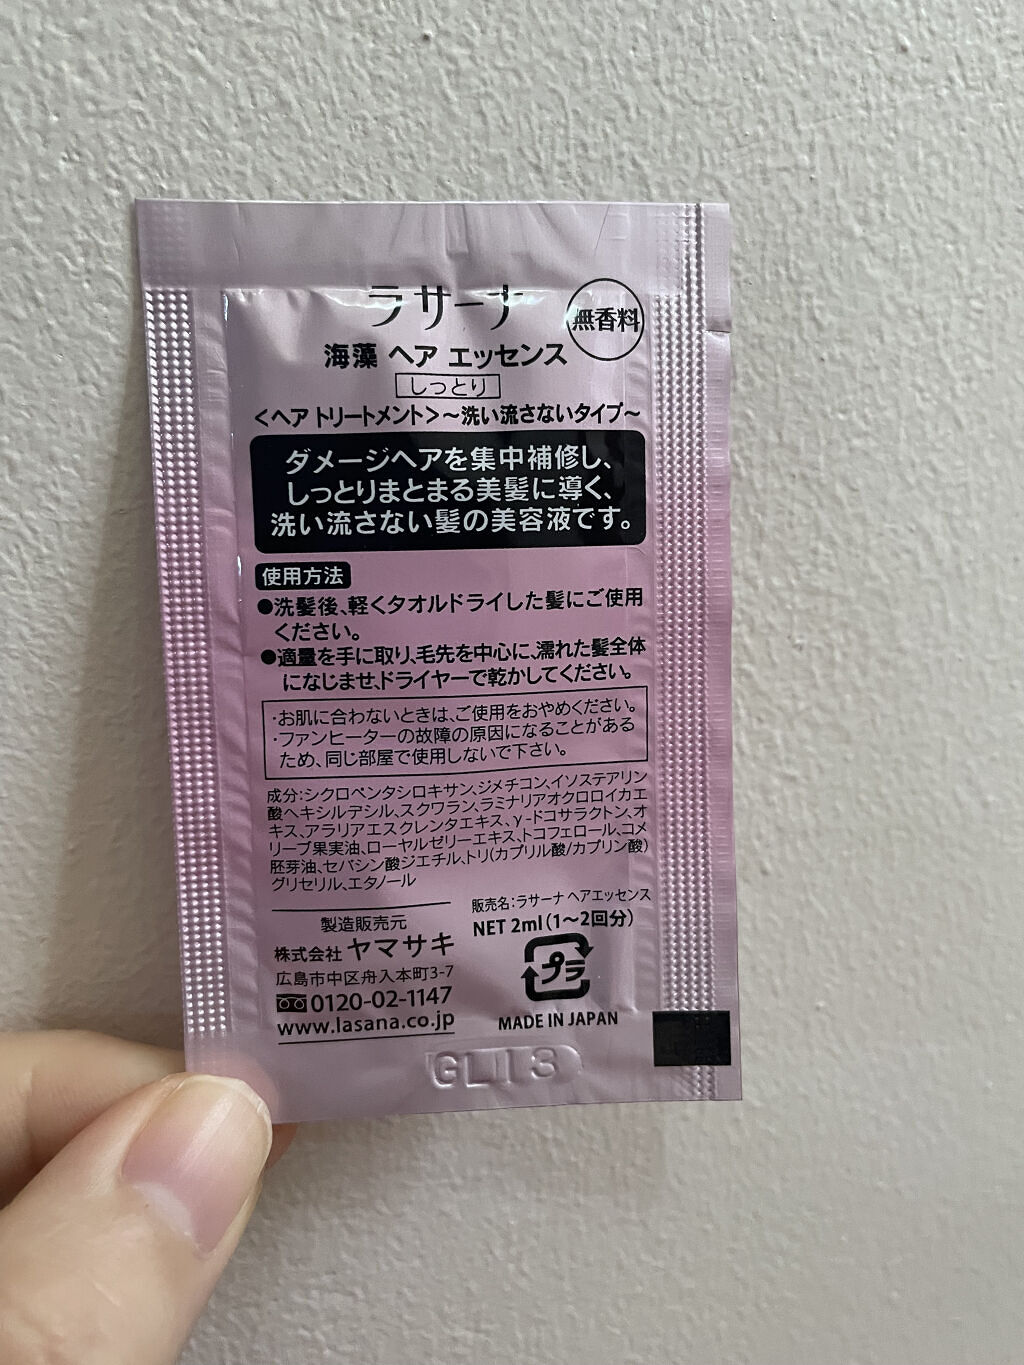 ラサーナ
無香料
海藻 ヘア エッセンス
しっとり
<ヘア トリートメント>~洗い流さないタイプ~
ダメージヘアを集中補修し、
しっとりまとまる美髪に導く、
洗い流さない髪の美容液です。
使用方法
●洗髪後、軽くタオルドライした髪にご使用
ください。
●適量を手に取り、毛先を中心に、濡れた髪全体
になじませ、ドライヤーで乾かしてください。
・お肌に合わないときは、ご使用をおやめください。
・ファンヒーターの故障の原因になることがある
ため、同じ部屋で使用しないで下さい。
成分:シクロペンタシロキサン、ジメチコン、イソステアリン
酸ヘキシルデシル、スクワラン、ラミナリアオクロロイカエ
キス、アラリアエスクレンタエキス、γ-ドコサラクトン、オ
リーブ果実油、ローヤルゼリーエキス、トコフェロール、コメ
胚芽油、セバシン酸ジエチル、トリ(カプリル酸/カプリン酸)
グリセリル、エタノール
販売名:ラサーナ ヘアエッセンス
NET 2ml(1~2回分)
プラ
MADE IN JAPAN
製造販売元
株式会社 ヤマサキ
広島市中区舟入本町3-7
0120-02-1147
www.lasana.co.jp
GL13